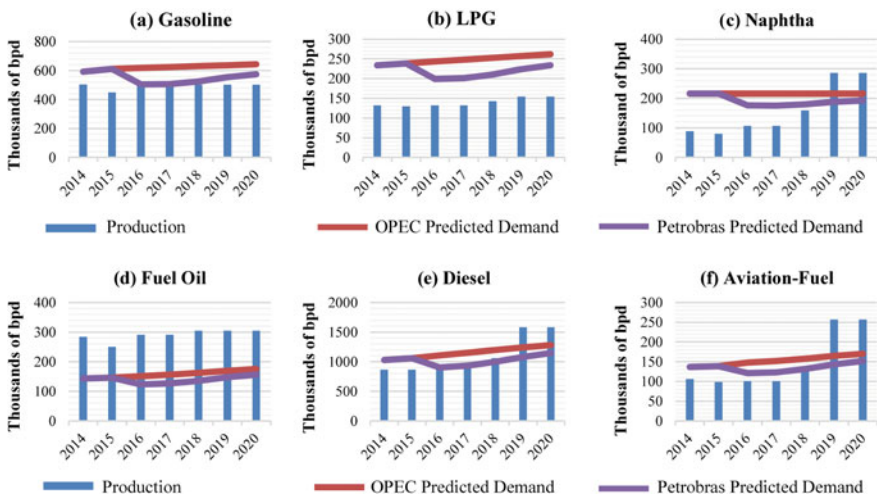 (a) Gasoline
Thousands of bpd
800
600
400
200
0
2014 2015 2016 2017 2018 2019 2020
(b) LPG
Thousands of bpd
300
250
200
150
100
50
0
2014 2015 2016 2017 2018 2019 2020
(c) Naphtha
Thousand of bpd
400
300
200
100
0
2014 2015 2016 2017 2018 2019 2020
Production OPEC Predicted Demand Petrobras Predicted Demand
(d) Fuel Oil
Thousands of bpd
400
300
200
100
0
2014 2015 2016 2017 2018 2019 2020
(e) Diesel
Thousands of bpd
2000
1500
1000
500
0
2014 2015 2016 2017 2018 2019 2020
(f) Aviation-Fuel
Thousands of bpd
300
250
200
150
100
50
0
2014 2015 2016 2017 2018 2019 2020
Production OPEC Predicted Demand Petrobras Predicted Demand